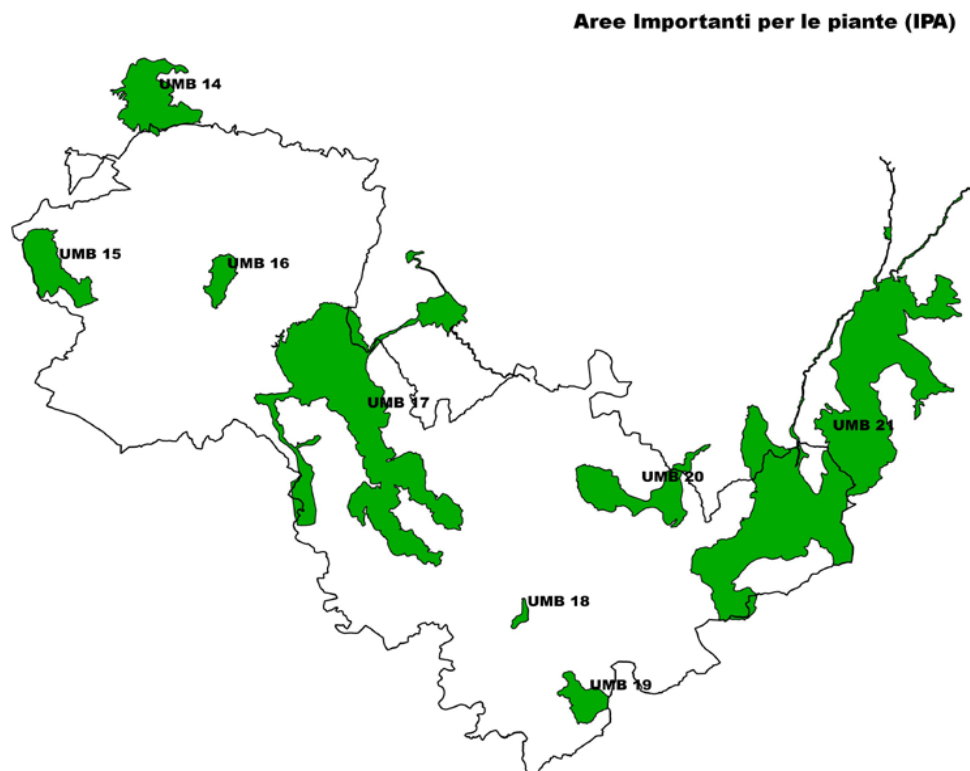 Aree Importanti per le piante (IPA)
UMB 14
UMB 15
UMB 16
UMB 17
UMB 21
UMB 20
UMB 18
UMB 19